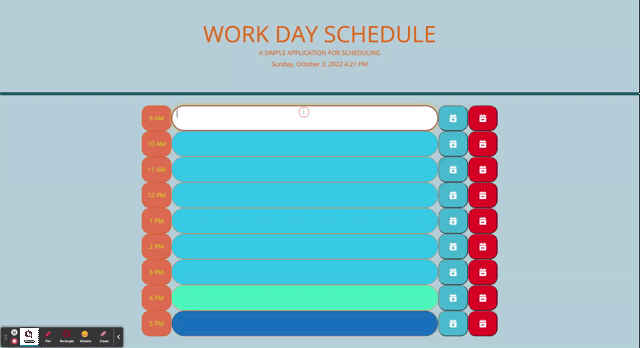 WORK DAY SCHEDULE
A SIMPLE APPLICATION FOR SCHEDULING
Sunday, October 2, 2022 4:21 PM
9 AM
10 AM
11 AM
12 PM
1 PM
2 PM
3 PM
4 PM
5 PM
Pen
Rectangle
Stickers
Eraser